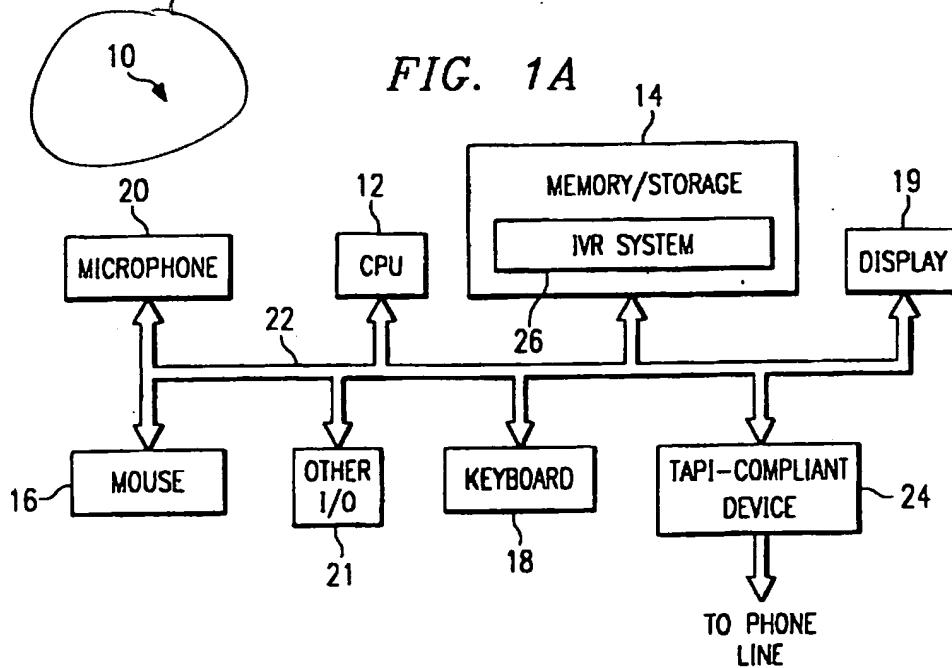 10
FIG. 1A
14
20
12
MEMORY/STORAGE
19
MICROPHONE
CPU
IVR SYSTEM
DISPLAY
22
26
MOUSE
OTHER
I/O
KEYBOARD
TAPI-COMPLIANT
DEVICE
16
24
21
18
TO PHONE
LINE